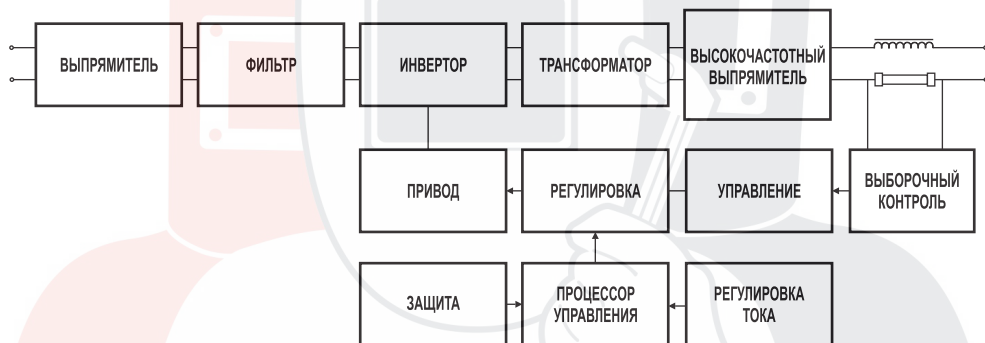 ВЫПРЯМИТЕЛЬ
ФИЛЬТР
ИНВЕРТОР
ТРАНСФОРМАТОР
ВЫСОКОЧАСТОТНЫЙ
ВЫПРЯМИТЕЛЬ
ПРИВОД
РЕГУЛИРОВКА
УПРАВЛЕНИЕ
ВЫБОРОЧНЫЙ
КОНТРОЛЬ
ЗАЩИТА
ПРОЦЕССОР
УПРАВЛЕНИЯ
РЕГУЛИРОВКА
ТОКА